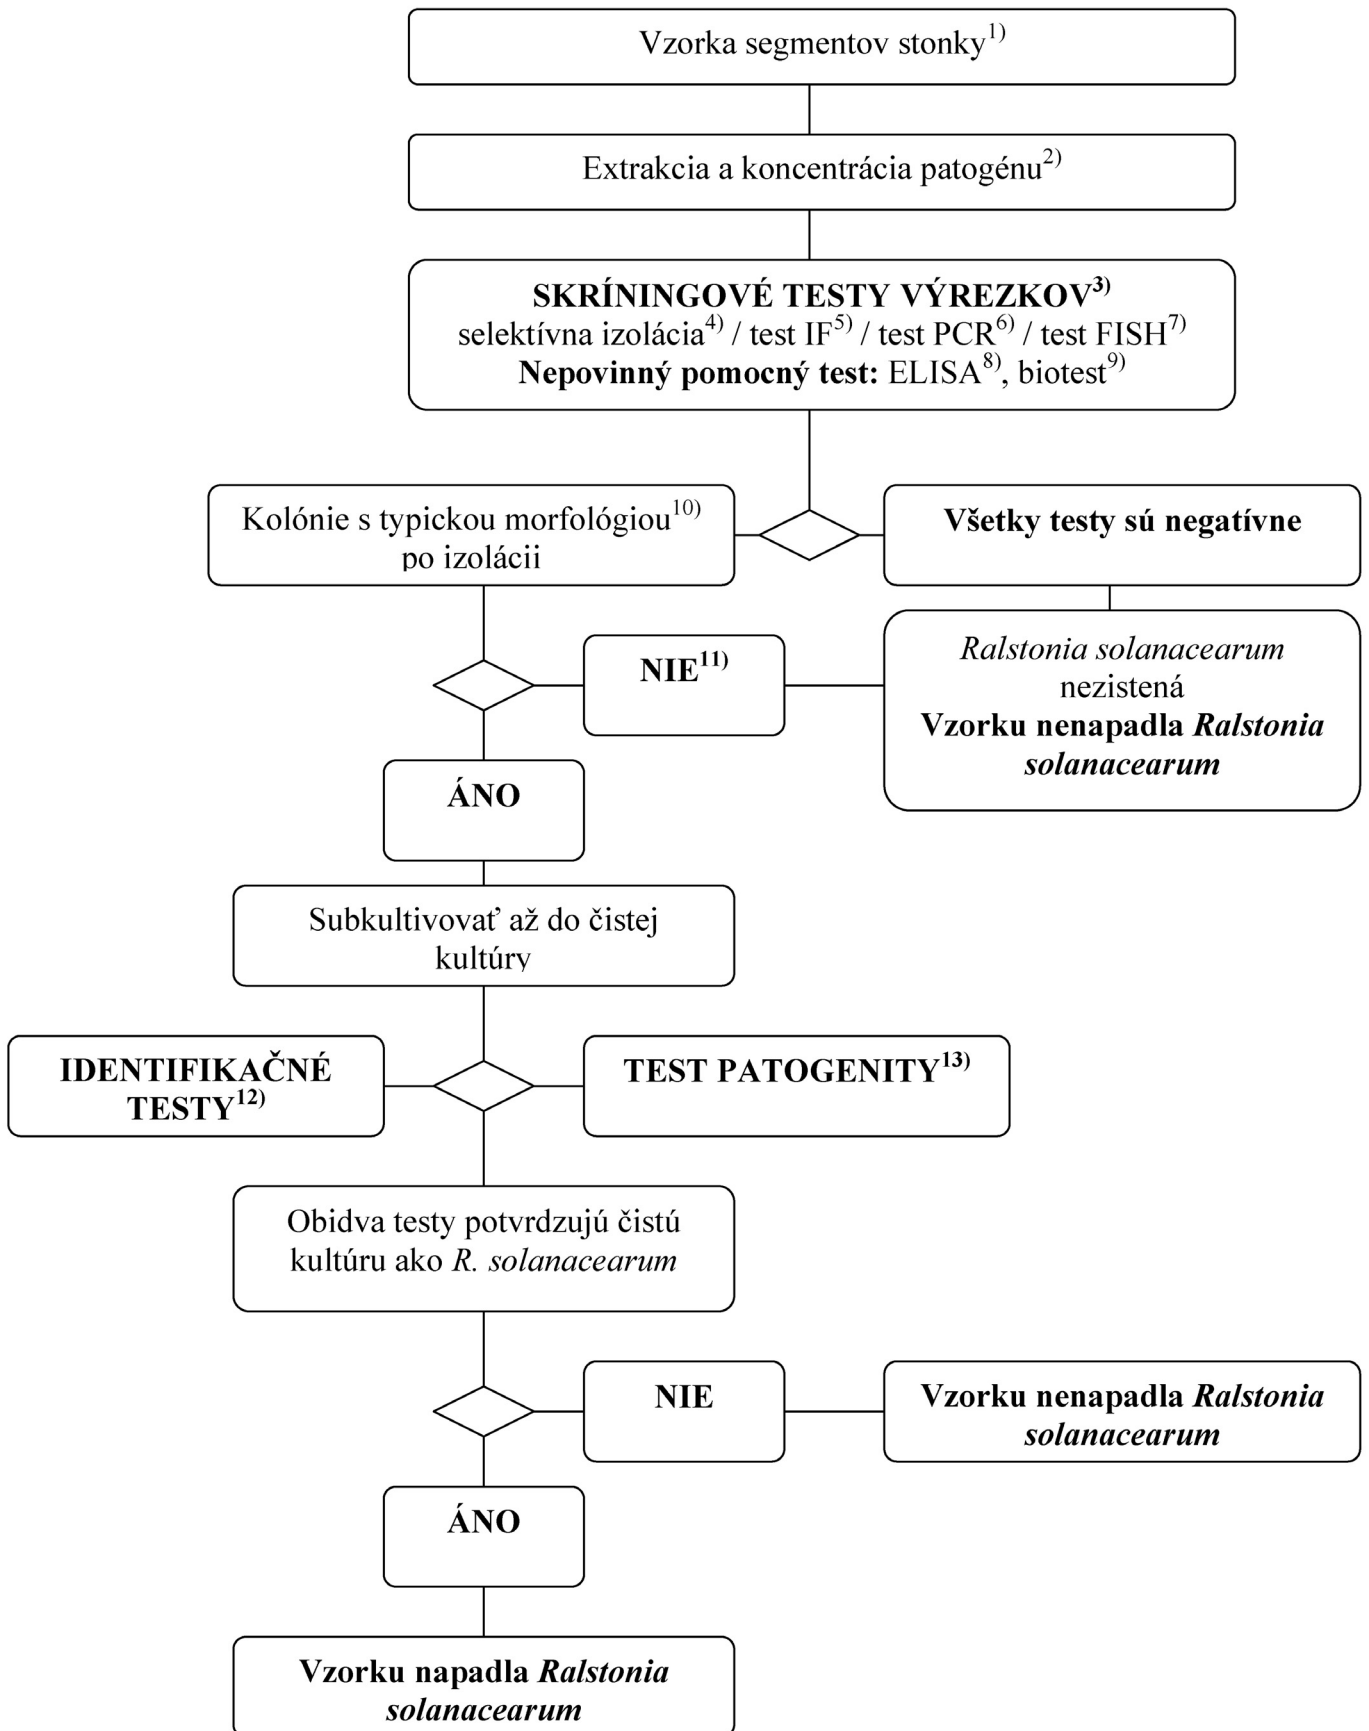 Vzorka segmentov stonky1)
Extrakcia a koncentrácia patogénu2)
SKRÍNINGOVÉ TESTY VÝREZKOV3)
selektívna izolácia4) / test IF5) / test PCR6) / test FISH7)
Nepovinný pomocný test: ELISA8), biotest9)
Kolónie s typickou morfológiou10)
po izolácii
Všetky testy sú negatívne
NIE11)
Ralstonia solanacearum
nezistená
Vzorku nenapadla Ralstonia
solanacearum
ÁNO
Subkultivovať až do čistej
kultúry
IDENTIFIKAČNÉ
TESTY12)
TEST PATOGENITY13)
Obidva testy potvrdzujú čistú
kultúru ako R. solanacearum
NIE
Vzorku nenapadla Ralstonia
solanacearum
ÁNO
Vzorku napadla Ralstonia
solanacearum